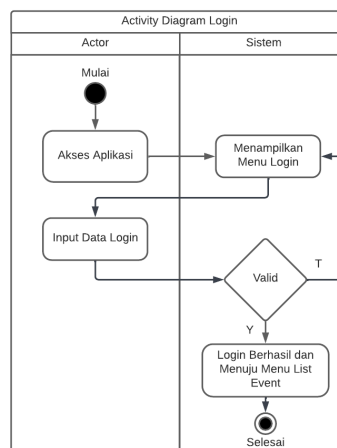 Activity Diagram Login
Actor
Sistem
Mulai
Akses Aplikasi
Menampilkan
Menu Login
Input Data Login
Valid
T
Y
Login Berhasil dan
Menuju Menu List
Event
Selesai